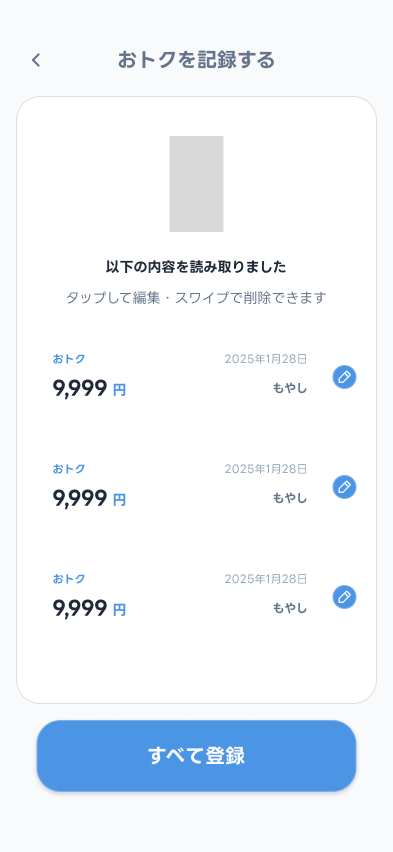 おトクを記録する
以下の内容を読み取りました
タップして編集・スワイプで削除できます
おトク 2025年1月28日
9,999 円 もやし
おトク 2025年1月28日
9,999 円 もやし
おトク 2025年1月28日
9,999 円 もやし
すべて登録